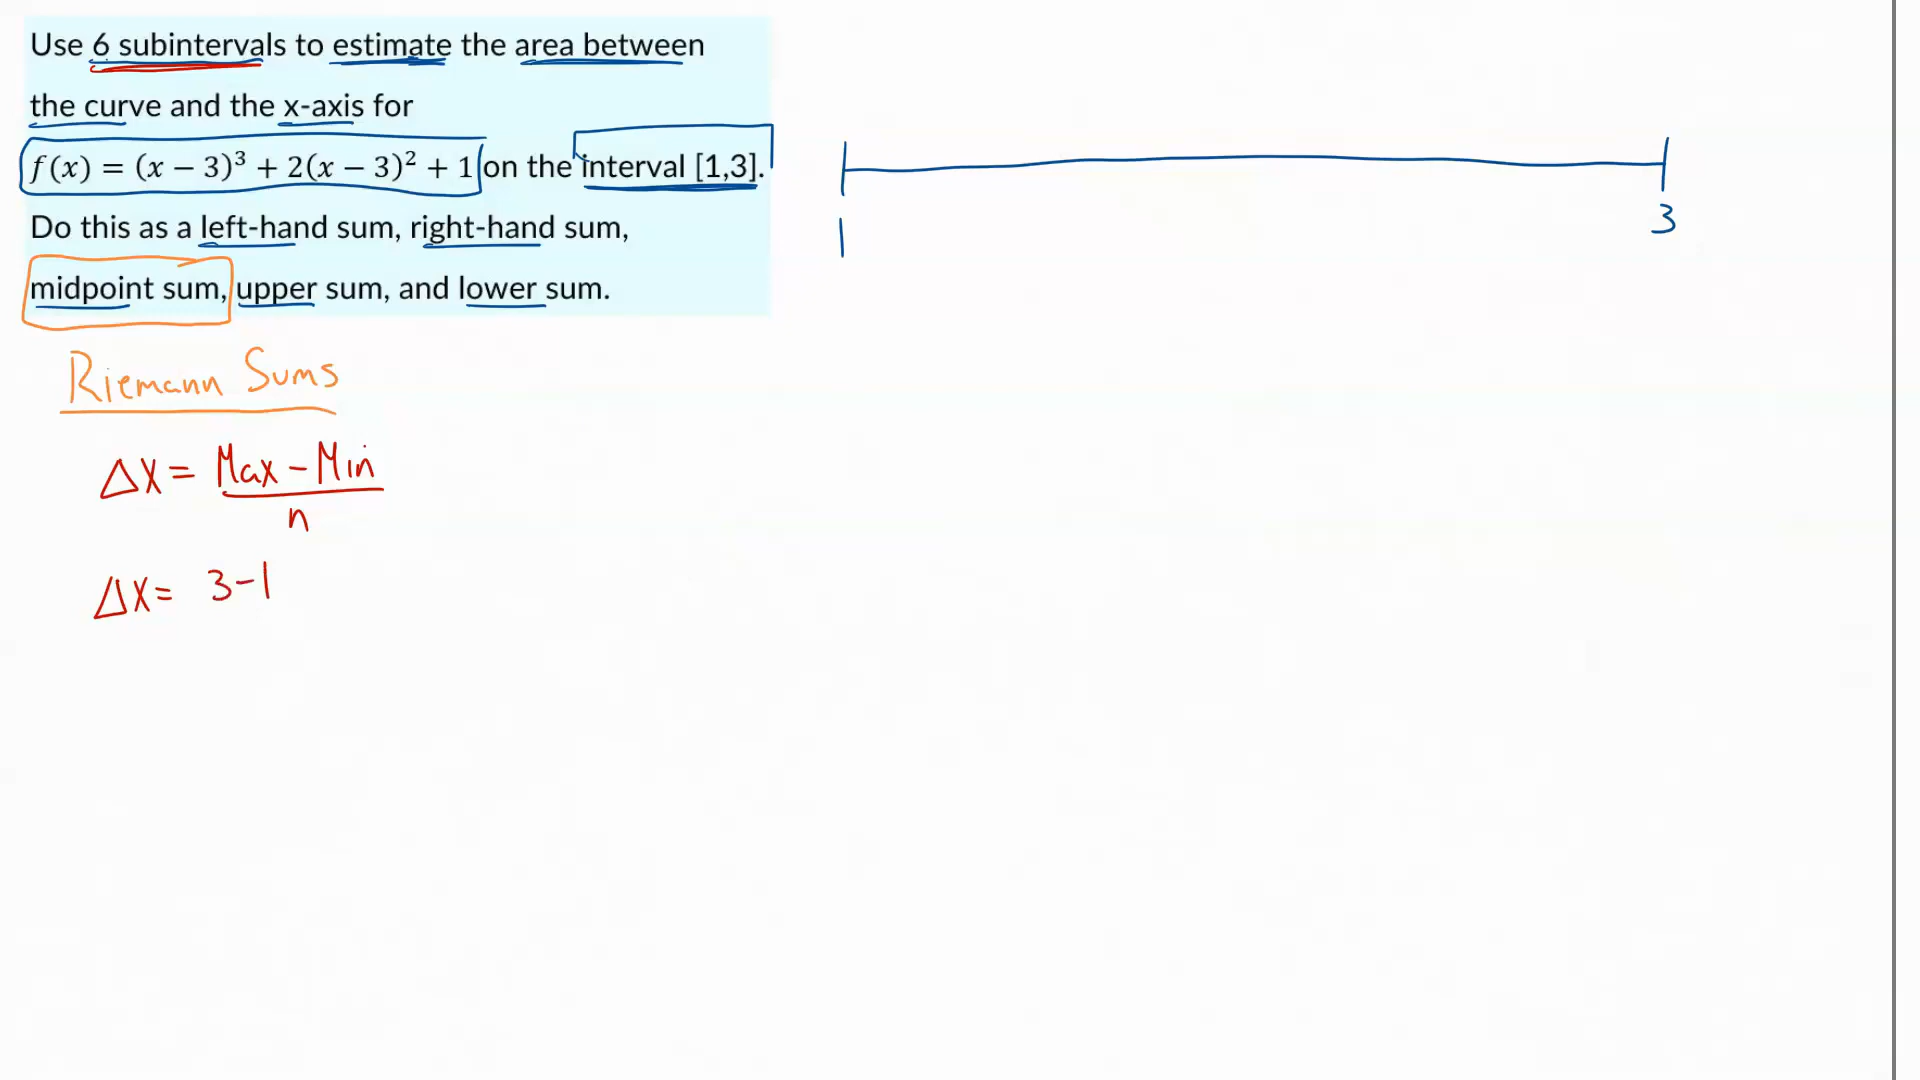 Use 6 subintervals to estimate the area between
the curve and the x-axis for
f(x) = (x − 3)³ + 2(x − 3)² + 1 on the interval [1,3].
Do this as a left-hand sum, right-hand sum,
midpoint sum, upper sum, and lower sum.
1 3
Riemann Sums
Δx = Max − Min
n
Δx = 3 − 1